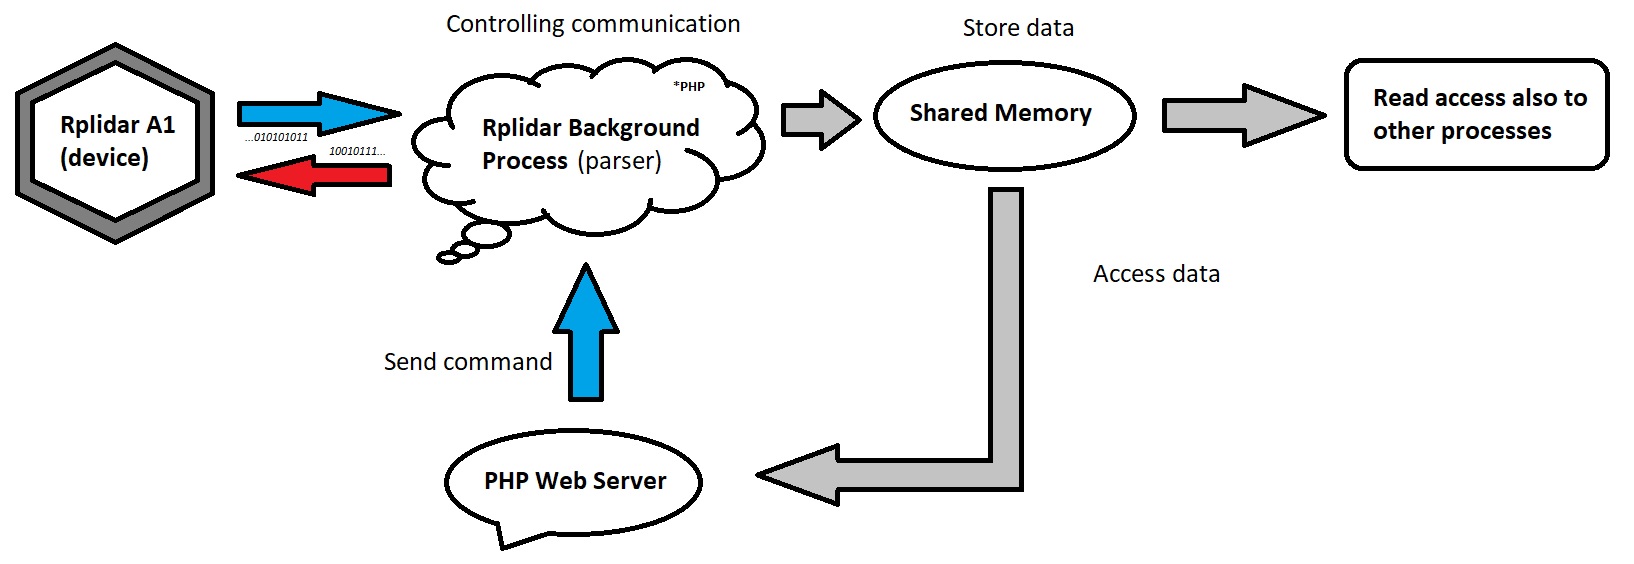 Controlling communication
Store data
*PHP
Rplidar A1
(device)
...010101011
10010111...
Rplidar Background
Process (parser)
Shared Memory
Read access also to
other processes
Access data
Send command
PHP Web Server